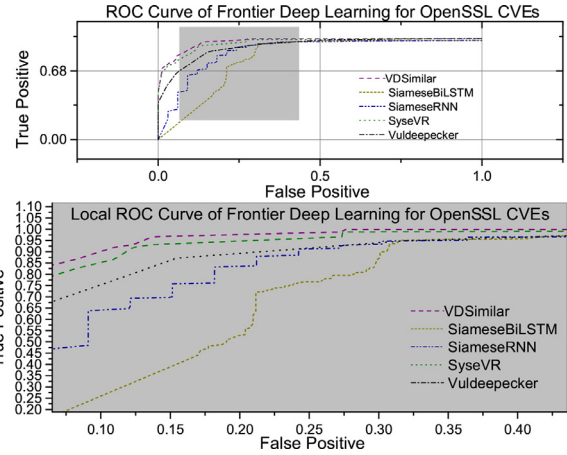 ROC Curve of Frontier Deep Learning for OpenSSL CVEs
True Positive
0.68
0.00
VDSimilar
SiameseBiLSTM
SiameseRNN
SyseVR
Vuldeepecker
0.0
0.5
1.0
False Positive
Local ROC Curve of Frontier Deep Learning for OpenSSL CVEs
1.10
1.05
1.00
0.95
0.90
0.85
0.80
0.75
0.70
0.65
0.60
0.55
0.50
0.45
0.40
0.35
0.30
0.25
0.20
True Positive
VDSimilar
SiameseBiLSTM
SiameseRNN
SyseVR
Vuldeepecker
0.10
0.15
0.20
0.25
0.30
0.35
0.40
False Positive